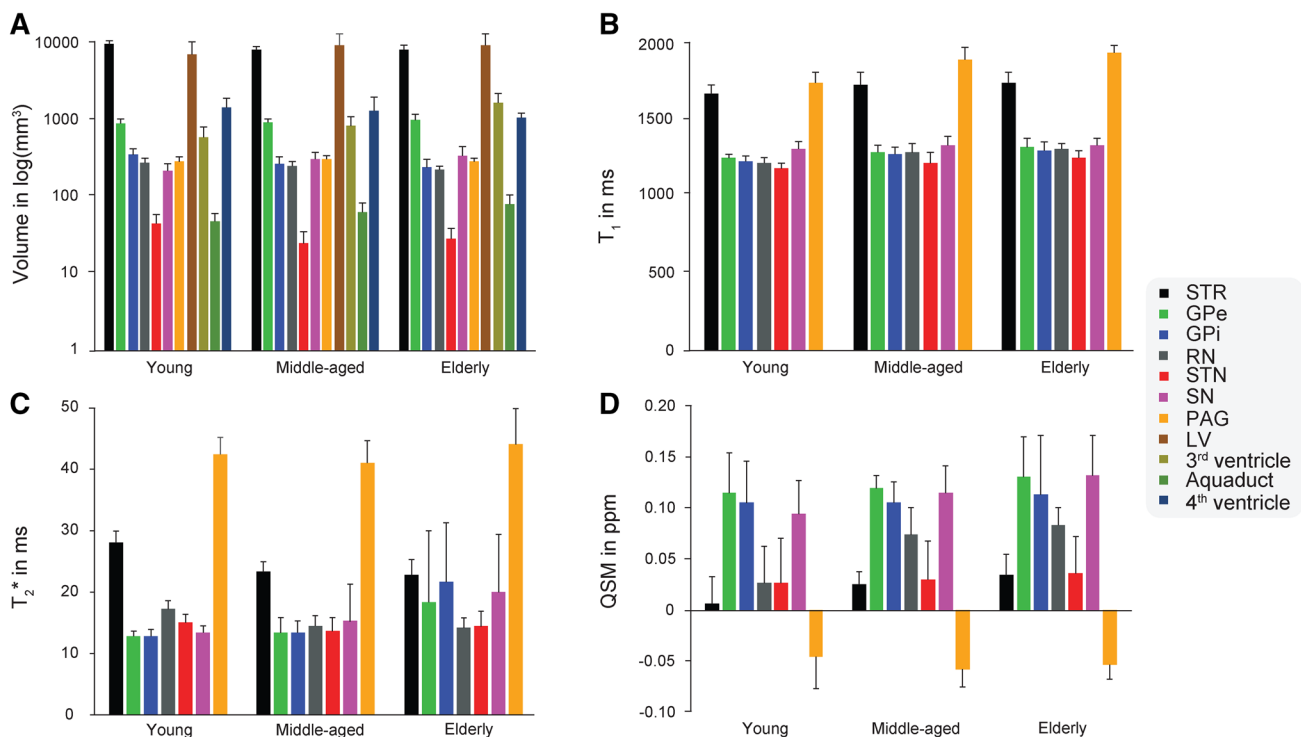 A
Volume in log(mm³)
10000
1000
100
10
1
Young
Middle-aged
Elderly
B
T₁ in ms
2000
1500
1000
500
0
Young
Middle-aged
Elderly
STR
GPe
GPi
RN
STN
SN
PAG
LV
3rd ventricle
Aquaduct
4th ventricle
C
T₂* in ms
50
40
30
20
10
0
Young
Middle-aged
Elderly
D
QSM in ppm
0.20
0.15
0.10
0.05
0
-0.05
-0.10
Young
Middle-aged
Elderly